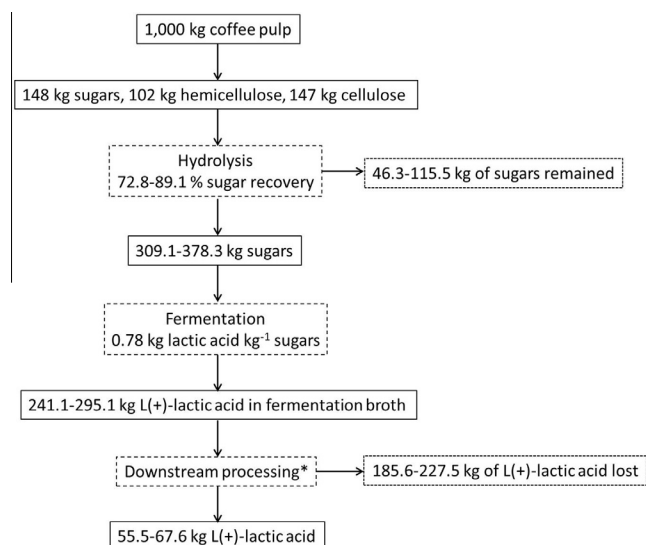 1,000 kg coffee pulp
148 kg sugars, 102 kg hemicellulose, 147 kg cellulose
Hydrolysis
72.8-89.1 % sugar recovery
46.3-115.5 kg of sugars remained
309.1-378.3 kg sugars
Fermentation
0.78 kg lactic acid kg⁻¹ sugars
241.1-295.1 kg L(+)-lactic acid in fermentation broth
Downstream processing*
185.6-227.5 kg of L(+)-lactic acid lost
55.5-67.6 kg L(+)-lactic acid